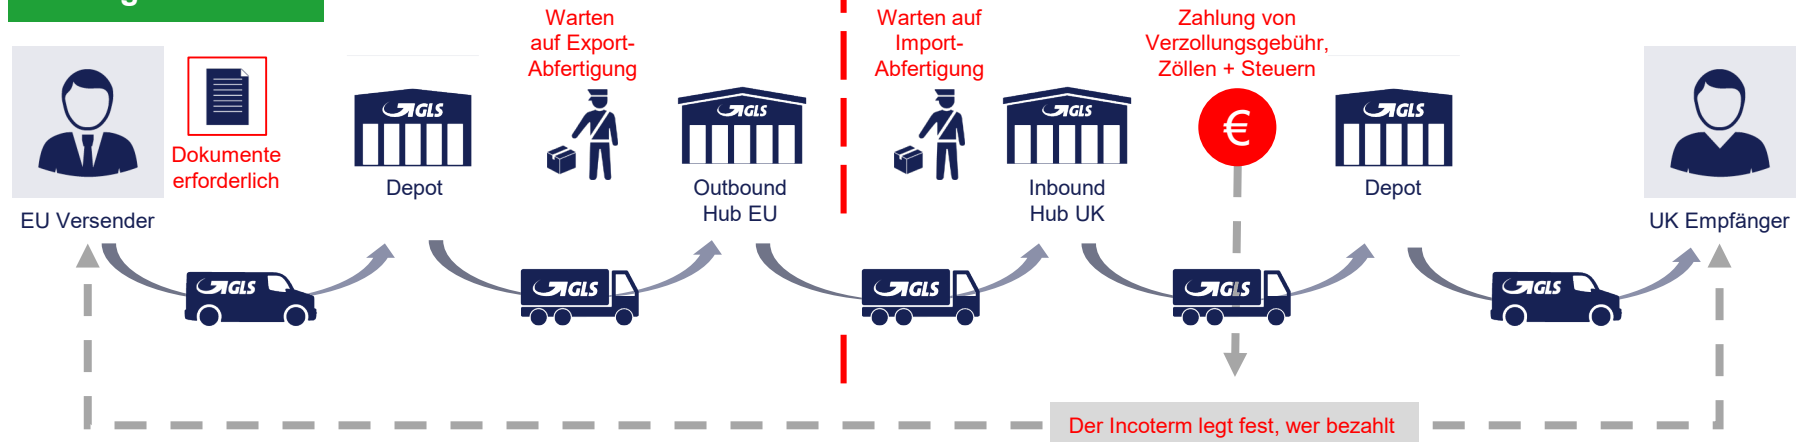 Warten
auf Export-
Abfertigung
Warten auf
Import-
Abfertigung
Zahlung von
Verzollungsgebühr,
Zöllen + Steuern
GLS
GLS
GLS
€
GLS
Dokumente
erforderlich
Depot
Outbound
Hub EU
Inbound
Hub UK
Depot
EU Versender
UK Empfänger
GLS
GLS
GLS
GLS
GLS
Der Incoterm legt fest, wer bezahlt